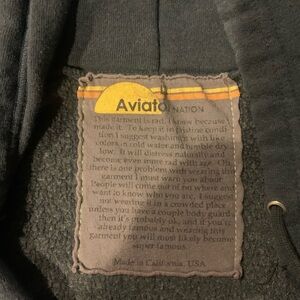 Aviator NATION
This garment is rad. I know because I
made it. To keep it in pristine condi
tion I suggest washing it with like
colors in cold water and tumble dry
low. It will distress naturally and
become even more rad with age. Oh
there is one problem with wearing this
garment I must warn you about.
People will come out of no where and
want to know who you are. I suggest
not wearing it in a crowded place
unless you have a couple body guards
then it's probably ok, and if you're
already famous and wearing this
garment you will most likely become
super famous.
Made in California, USA